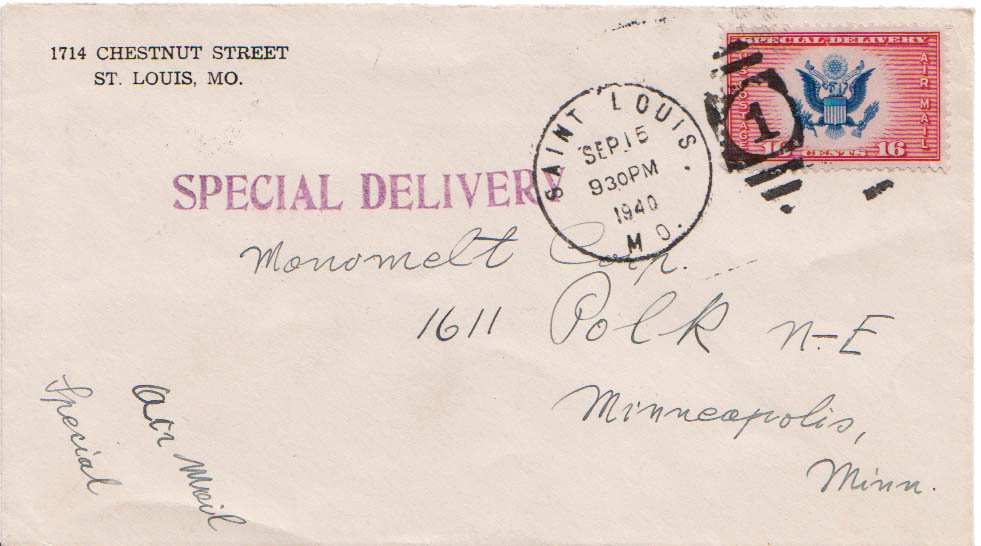 1714 CHESTNUT STREET
ST. LOUIS, MO.
SPECIAL DELIVERY
U.S. POSTAGE
AIR MAIL
16 CENTS 16
1
SAINT LOUIS,
SEP 15
930PM
1940
MO.
SPECIAL DELIVERY
Monomelt Corp.
1611 Polk N-E
Minneapolis,
Minn.
Air Mail
Special